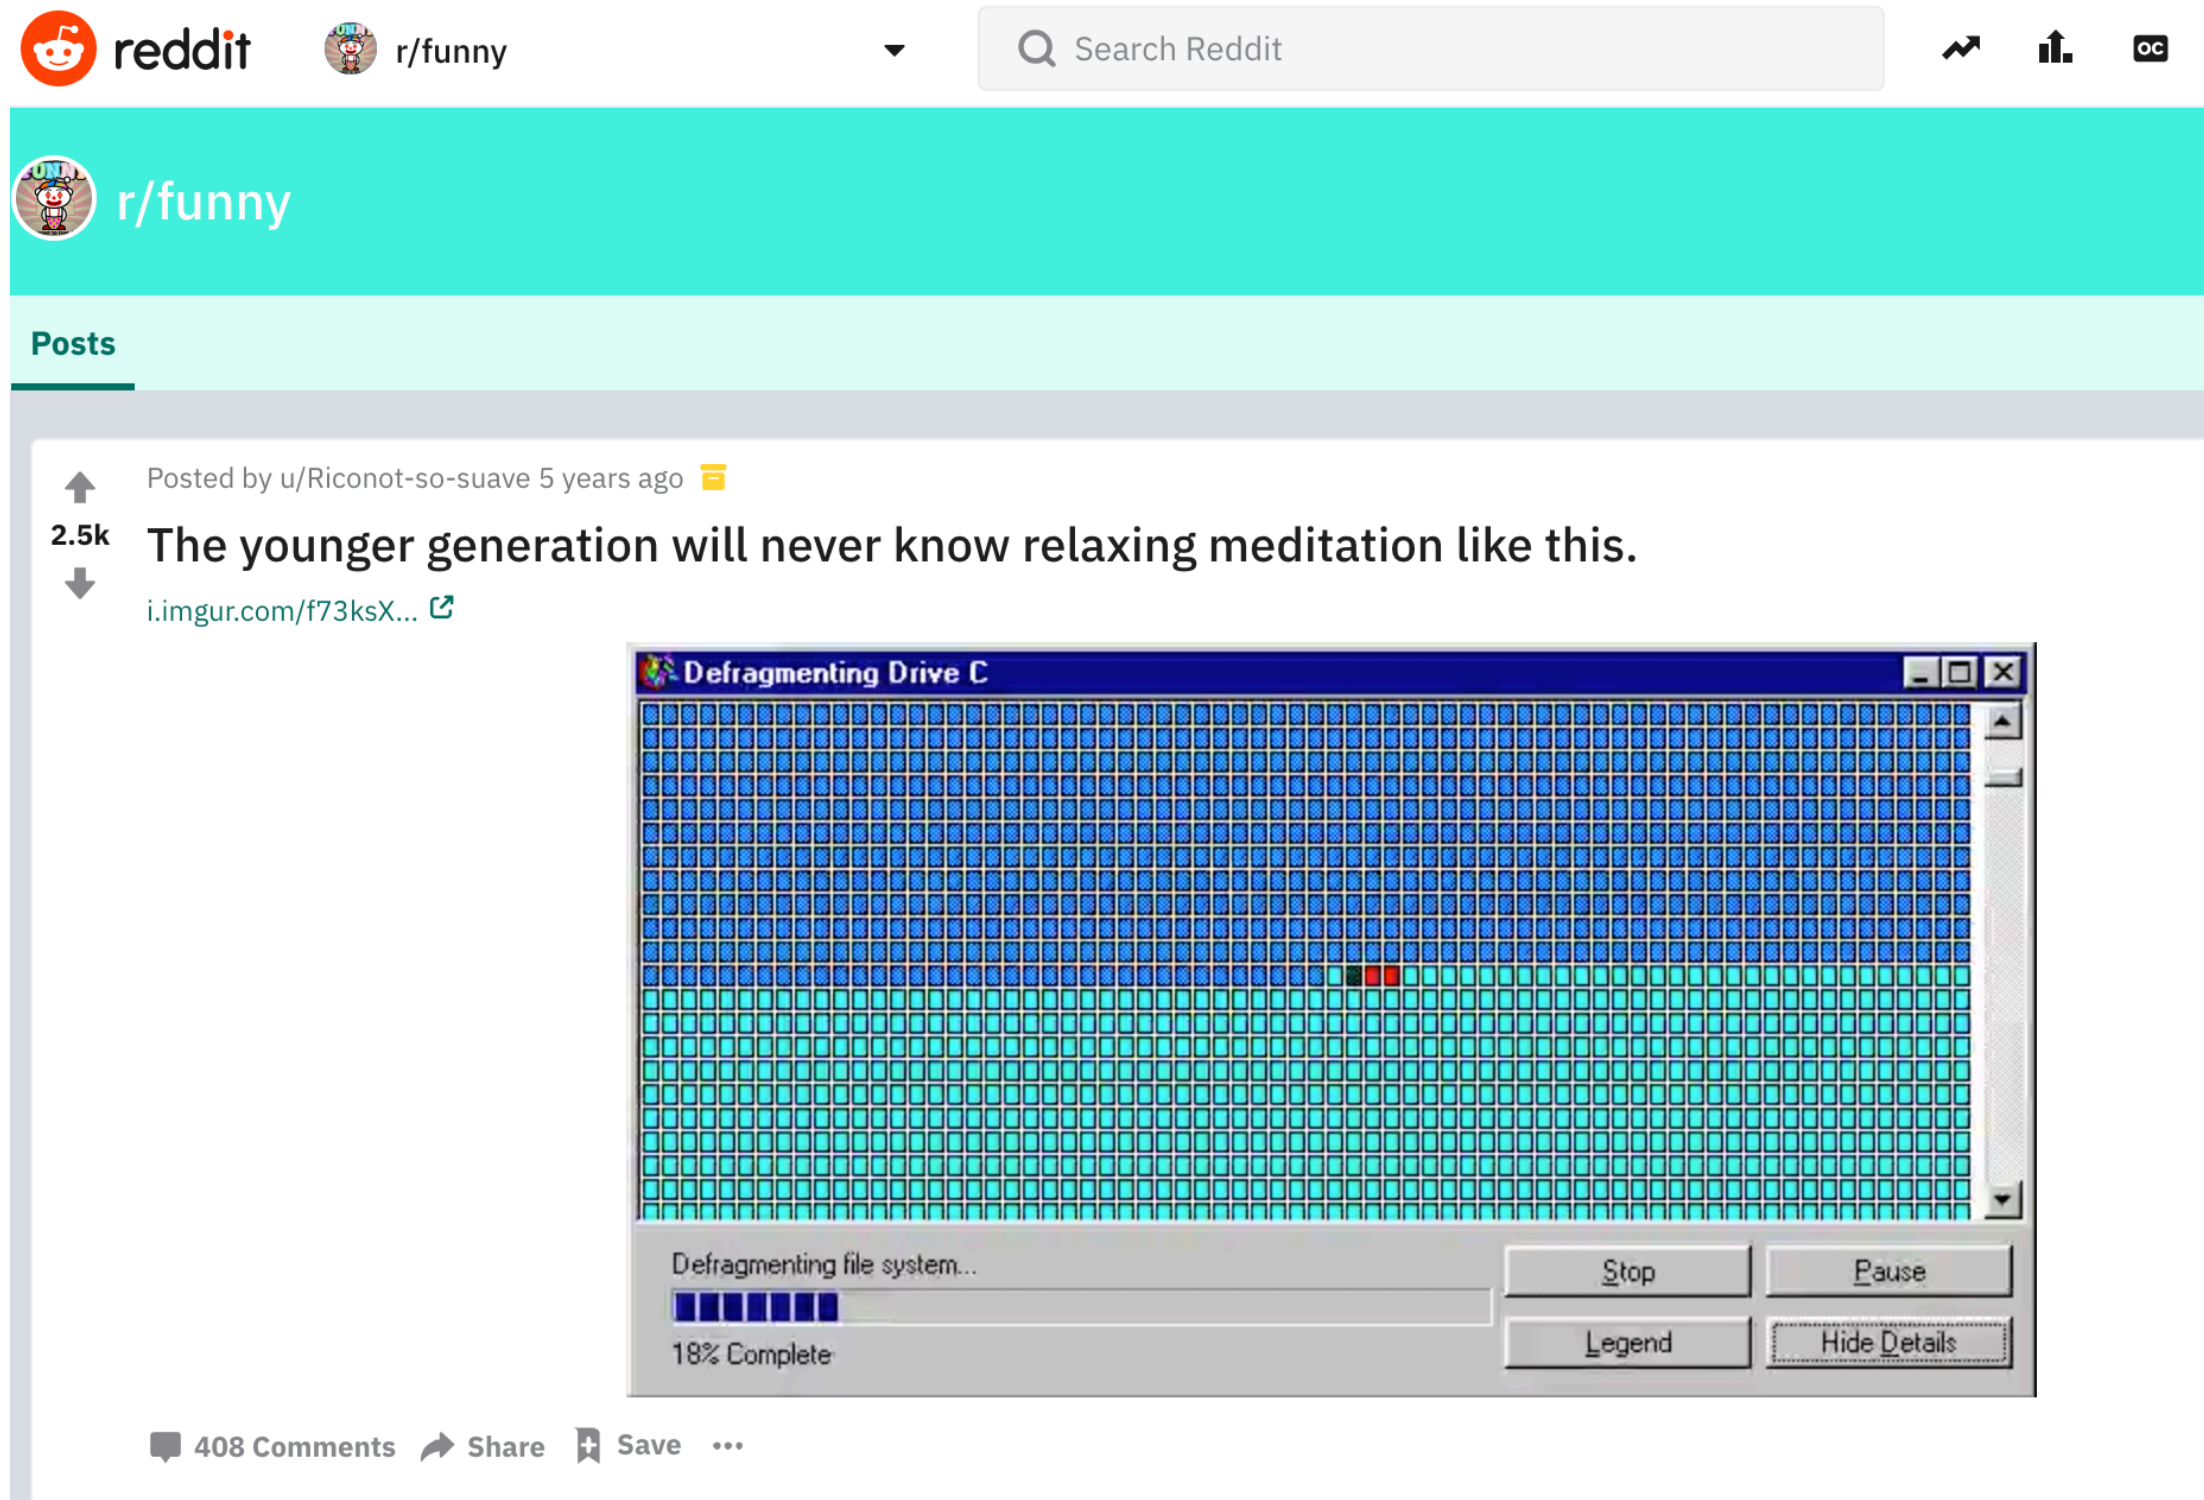 reddit
r/funny
Search Reddit
OC
r/funny
Posts
Posted by u/Riconot-so-suave 5 years ago
2.5k
The younger generation will never know relaxing meditation like this.
i.imgur.com/f73ksX...
Defragmenting Drive C
Defragmenting file system...
Stop
Pause
18% Complete
Legend
Hide Details
408 Comments
Share
Save